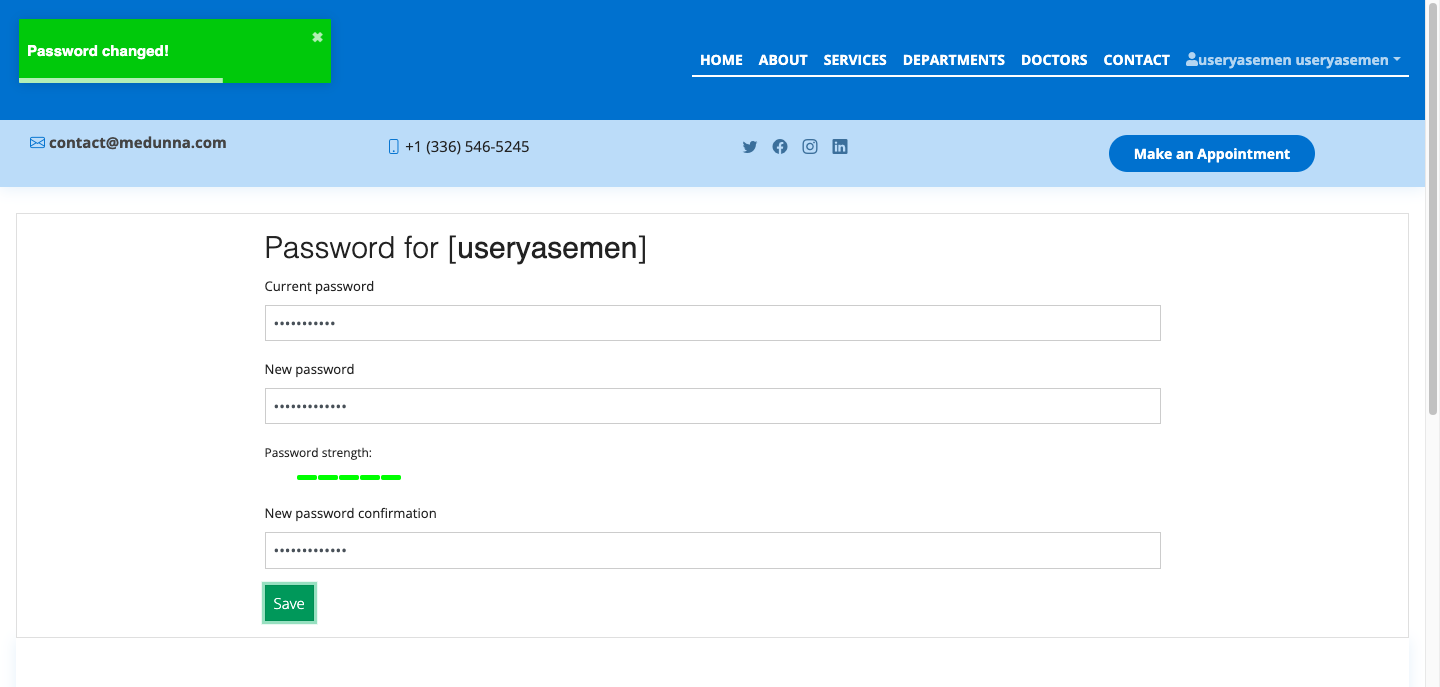 Password changed!
✖
HOME ABOUT SERVICES DEPARTMENTS DOCTORS CONTACT useryasemen useryasemen
contact@medunna.com
+1 (336) 546-5245
Make an Appointment
Password for [useryasemen]
Current password
•••••••••••
New password
•••••••••••••
Password strength:
New password confirmation
•••••••••••••
Save